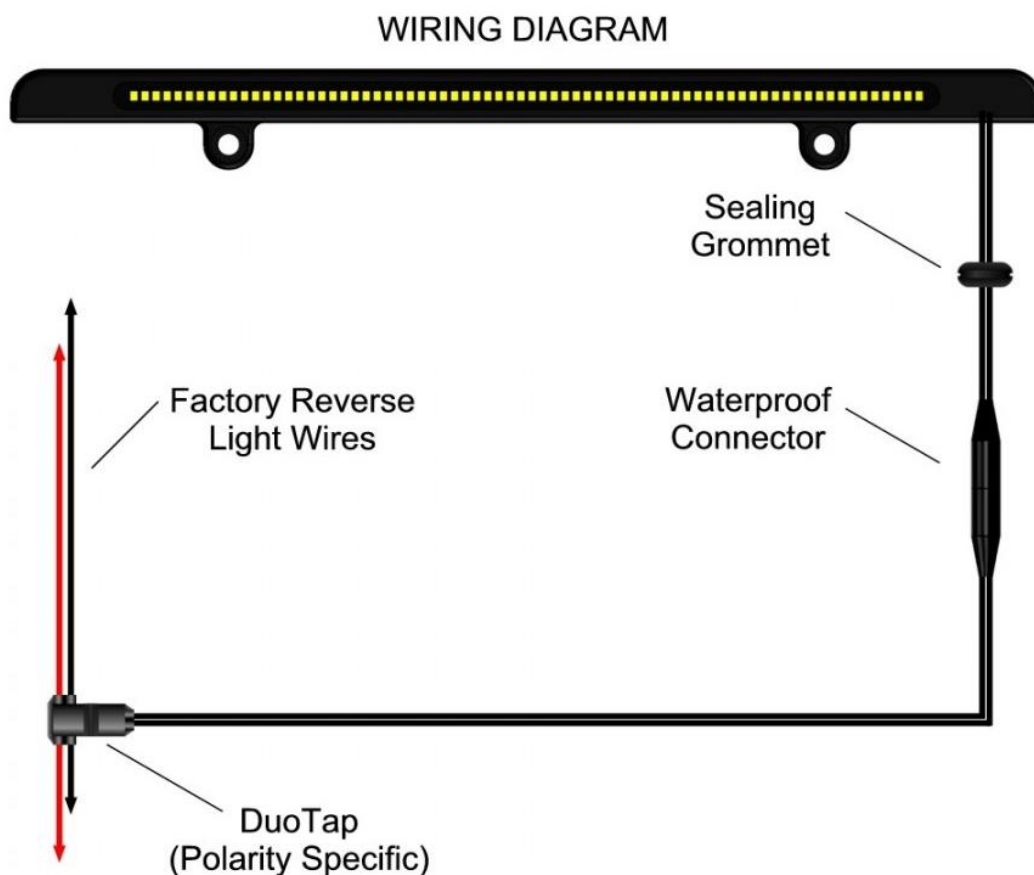 WIRING DIAGRAM
Sealing
Grommet
Factory Reverse
Light Wires
Waterproof
Connector
DuoTap
(Polarity Specific)